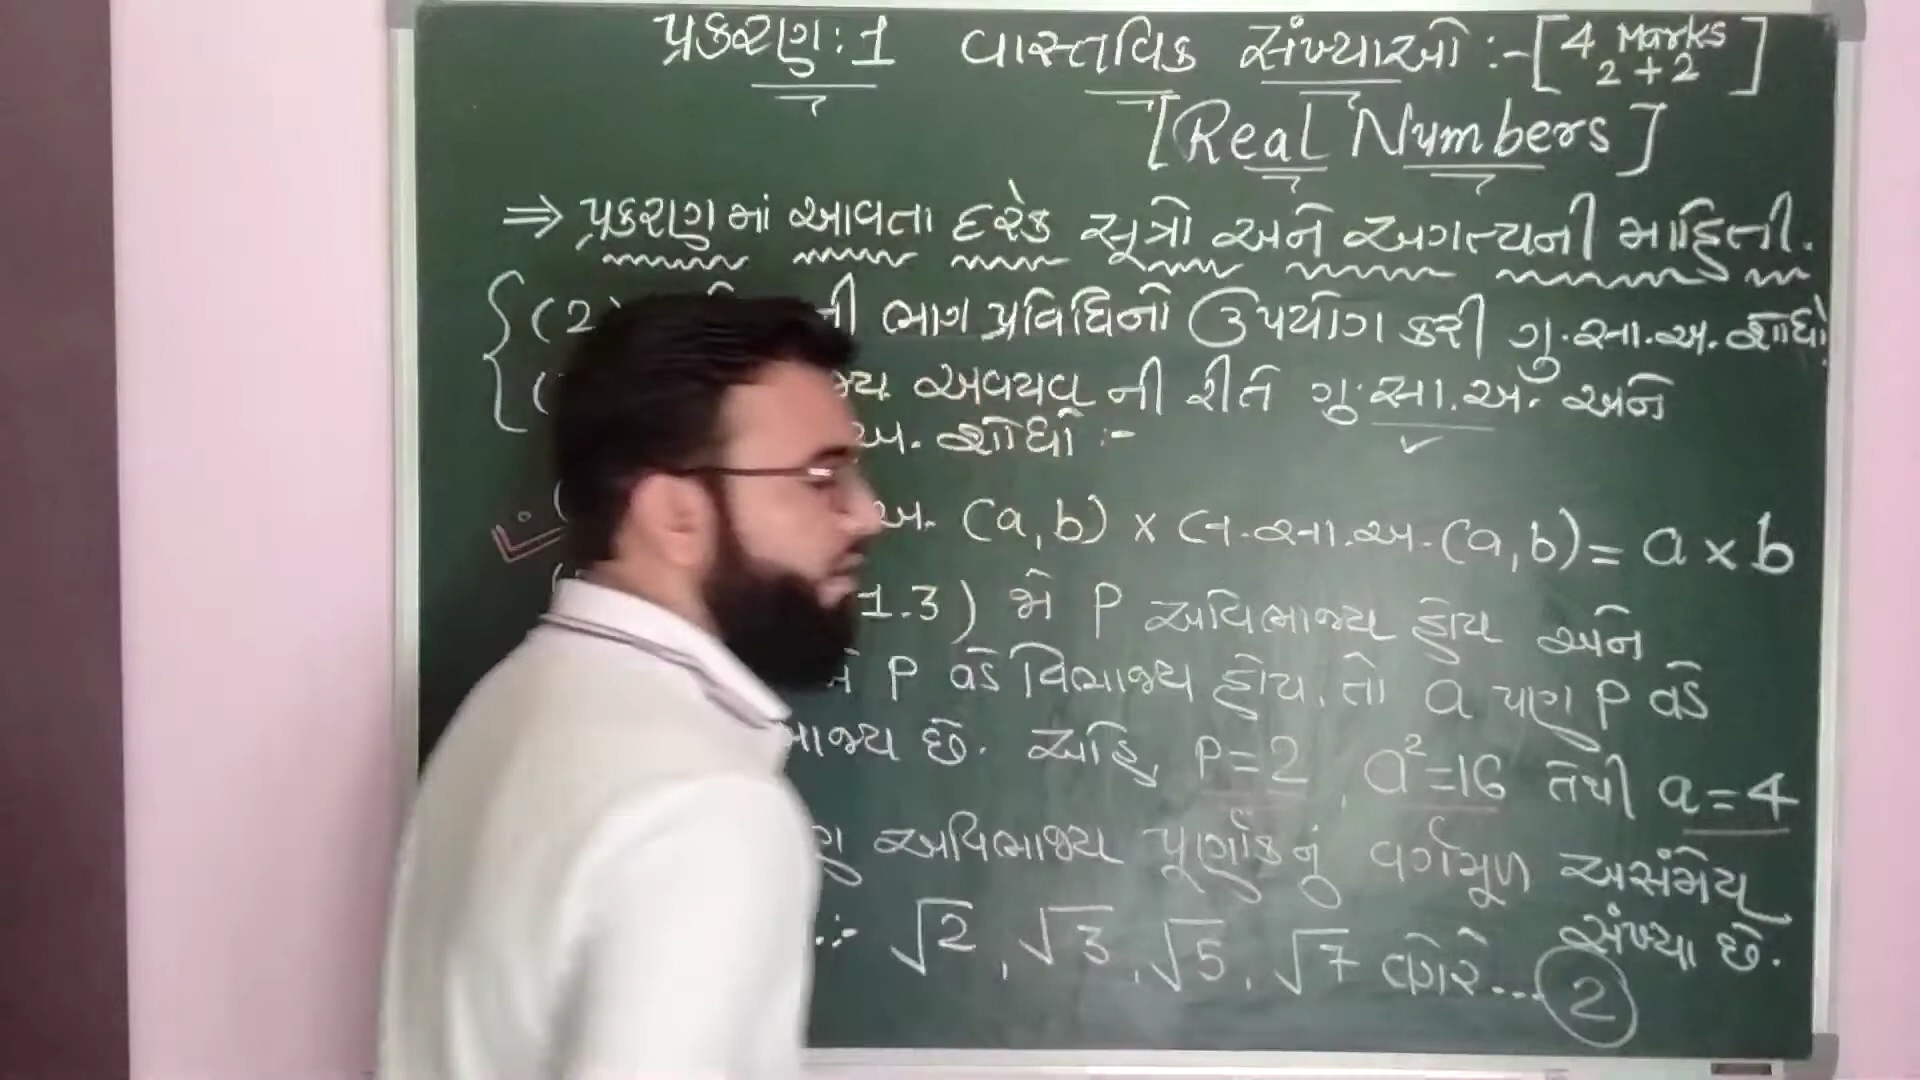 પ્રકરણ:1 વાસ્તવિક સંખ્યાઓ :- [4 Marks 2+2]
[Real Numbers]
⇒ પ્રકરણ માં આવતા દરેક સૂત્રો અને અગત્યની માહિતી.
(2) ની ભાગ પ્રવિધિનો ઉપયોગ કરી ગુ.સા.અ. શોધો.
અવયવ ની રીતે ગુ.સા.અ. અને
અ. શોધો :-
અ. (a,b) × લ.સા.અ. (a,b) = a × b
1.3) જો P અવિભાજ્ય હોય અને
P વડે વિભાજ્ય હોય, તો a પણ P વડે
છે. અહિ, P=2, a²=16 તેથી a=4
અવિભાજ્ય પૂર્ણાંકનું વર્ગમૂળ અસંમેય
સંખ્યા છે.
:- √2, √3, √5, √7 વગેરે...
2